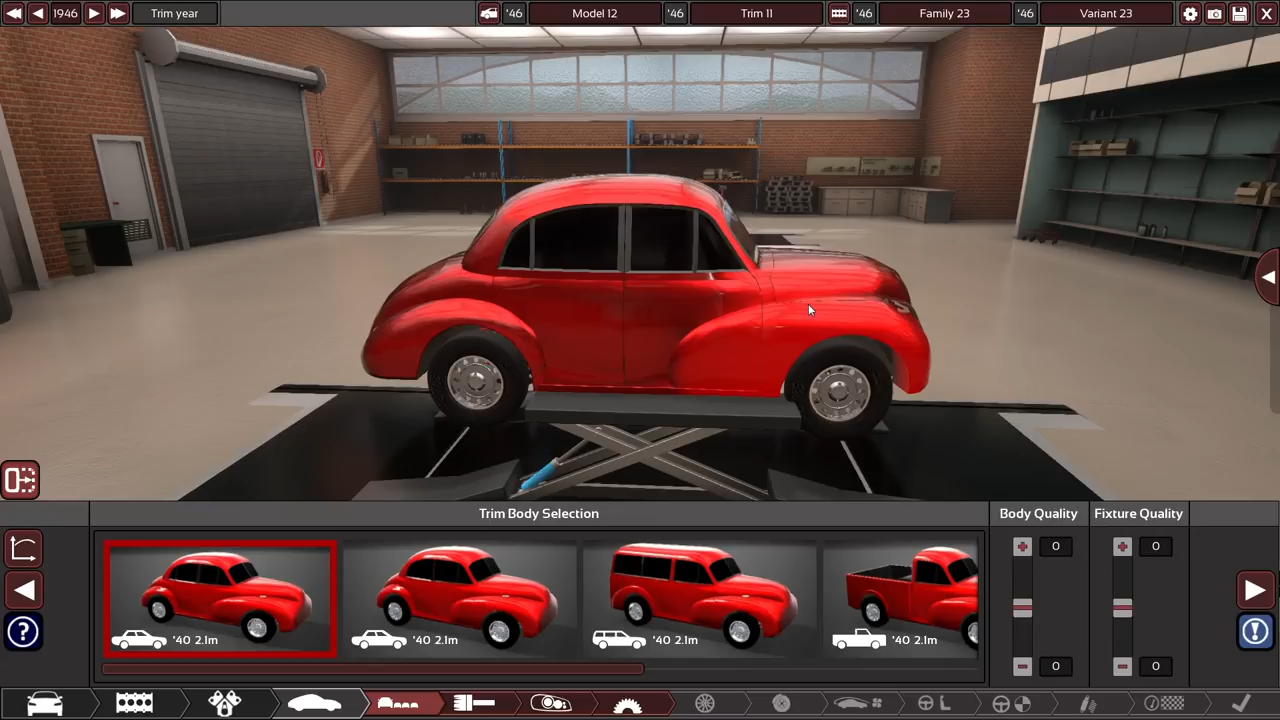 1946 Trim year '46 Model 12 '46 Trim 11 '46 Family 23 '46 Variant 23
Trim Body Selection Body Quality Fixture Quality
0 0
'40 2.1m '40 2.1m '40 2.1m '40 2.1m
0 0